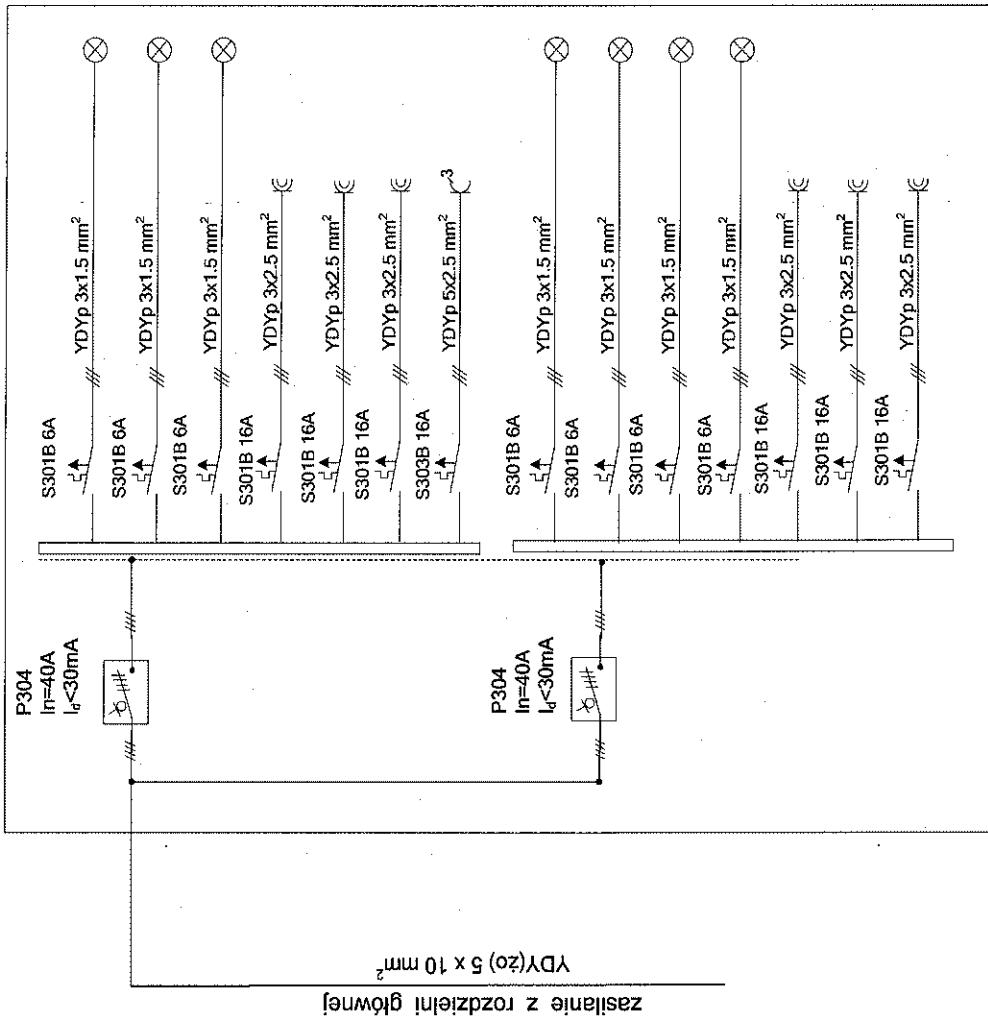 S301B 6A
YDYp 3x1.5 mm²
S301B 6A
YDYp 3x1.5 mm²
S301B 6A
YDYp 3x1.5 mm²
S301B 16A
YDYp 3x2.5 mm²
S301B 16A
YDYp 3x2.5 mm²
S301B 16A
YDYp 3x2.5 mm²
S303B 16A
YDYp 5x2.5 mm²
3
P304
In=40A
Id<30mA
S301B 6A
YDYp 3x1.5 mm²
S301B 6A
YDYp 3x1.5 mm²
S301B 6A
YDYp 3x1.5 mm²
S301B 6A
YDYp 3x1.5 mm²
S301B 16A
YDYp 3x2.5 mm²
S301B 16A
YDYp 3x2.5 mm²
S301B 16A
YDYp 3x2.5 mm²
P304
In=40A
Id<30mA
YDY(żo) 5 x 10 mm²
zasilanie z rozdzielni głównej